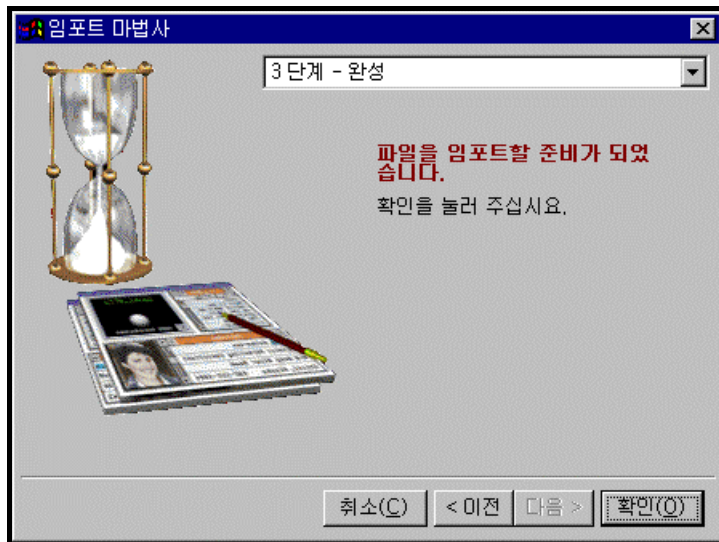 임포트 마법사
3 단계 - 완성
파일을 임포트할 준비가 되었
습니다.
확인을 눌러 주십시요.
취소(C)
< 이전
다음 >
확인(O)